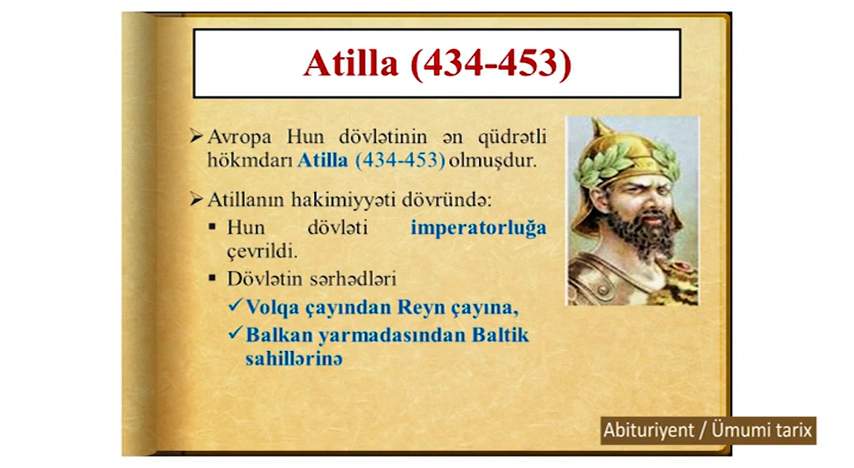 Atilla (434-453)
Avropa Hun dövlətinin ən qüdrətli
hökmdarı Atilla (434-453) olmuşdur.
Atillanın hakimiyyəti dövründə:
Hun dövləti imperatorluğa
çevrildi.
Dövlətin sərhədləri
Volqa çayından Reyn çayına,
Balkan yarmadasından Baltik
sahillərinə
Abituriyent / Ümumi tarix